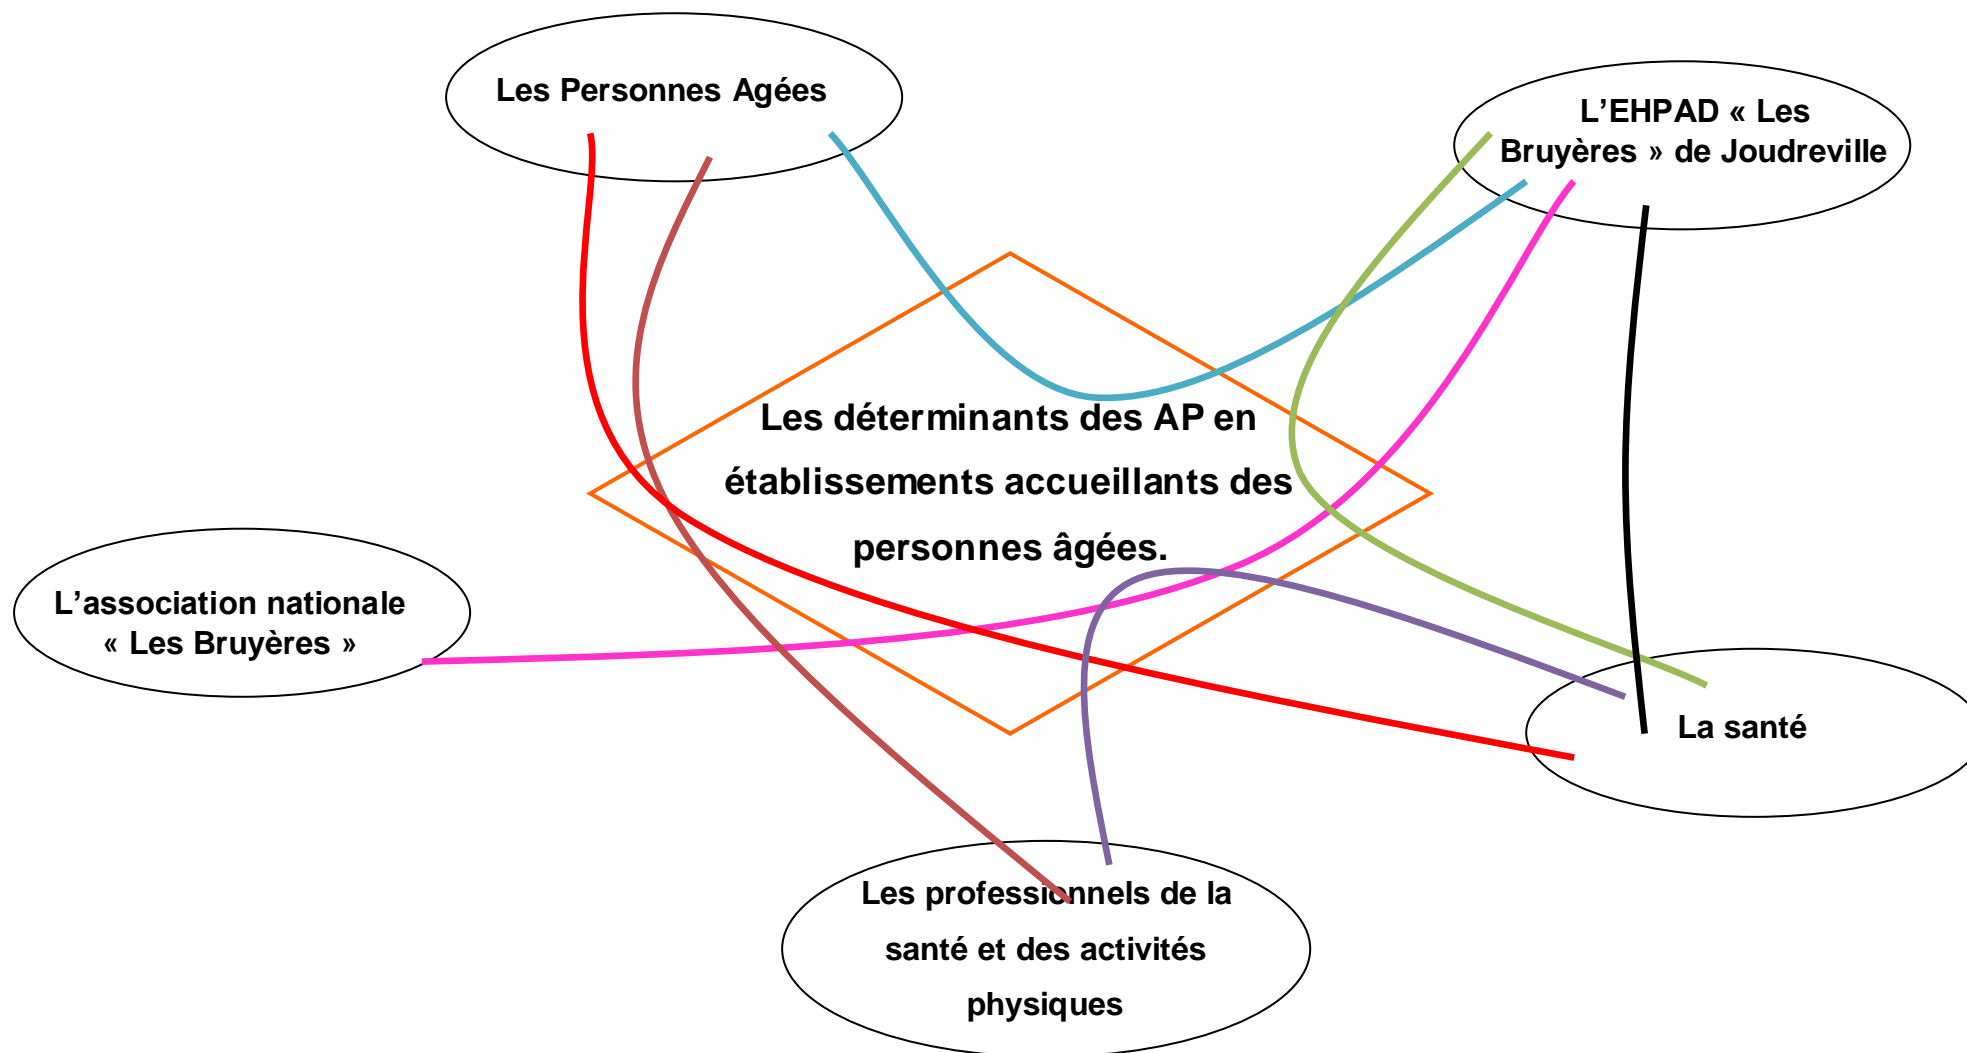 Les Personnes Agées
L’EHPAD « Les
Bruyères » de Joudreville
Les déterminants des AP en
établissements accueillants des
personnes âgées.
L’association nationale
« Les Bruyères »
La santé
Les professionnels de la
santé et des activités
physiques